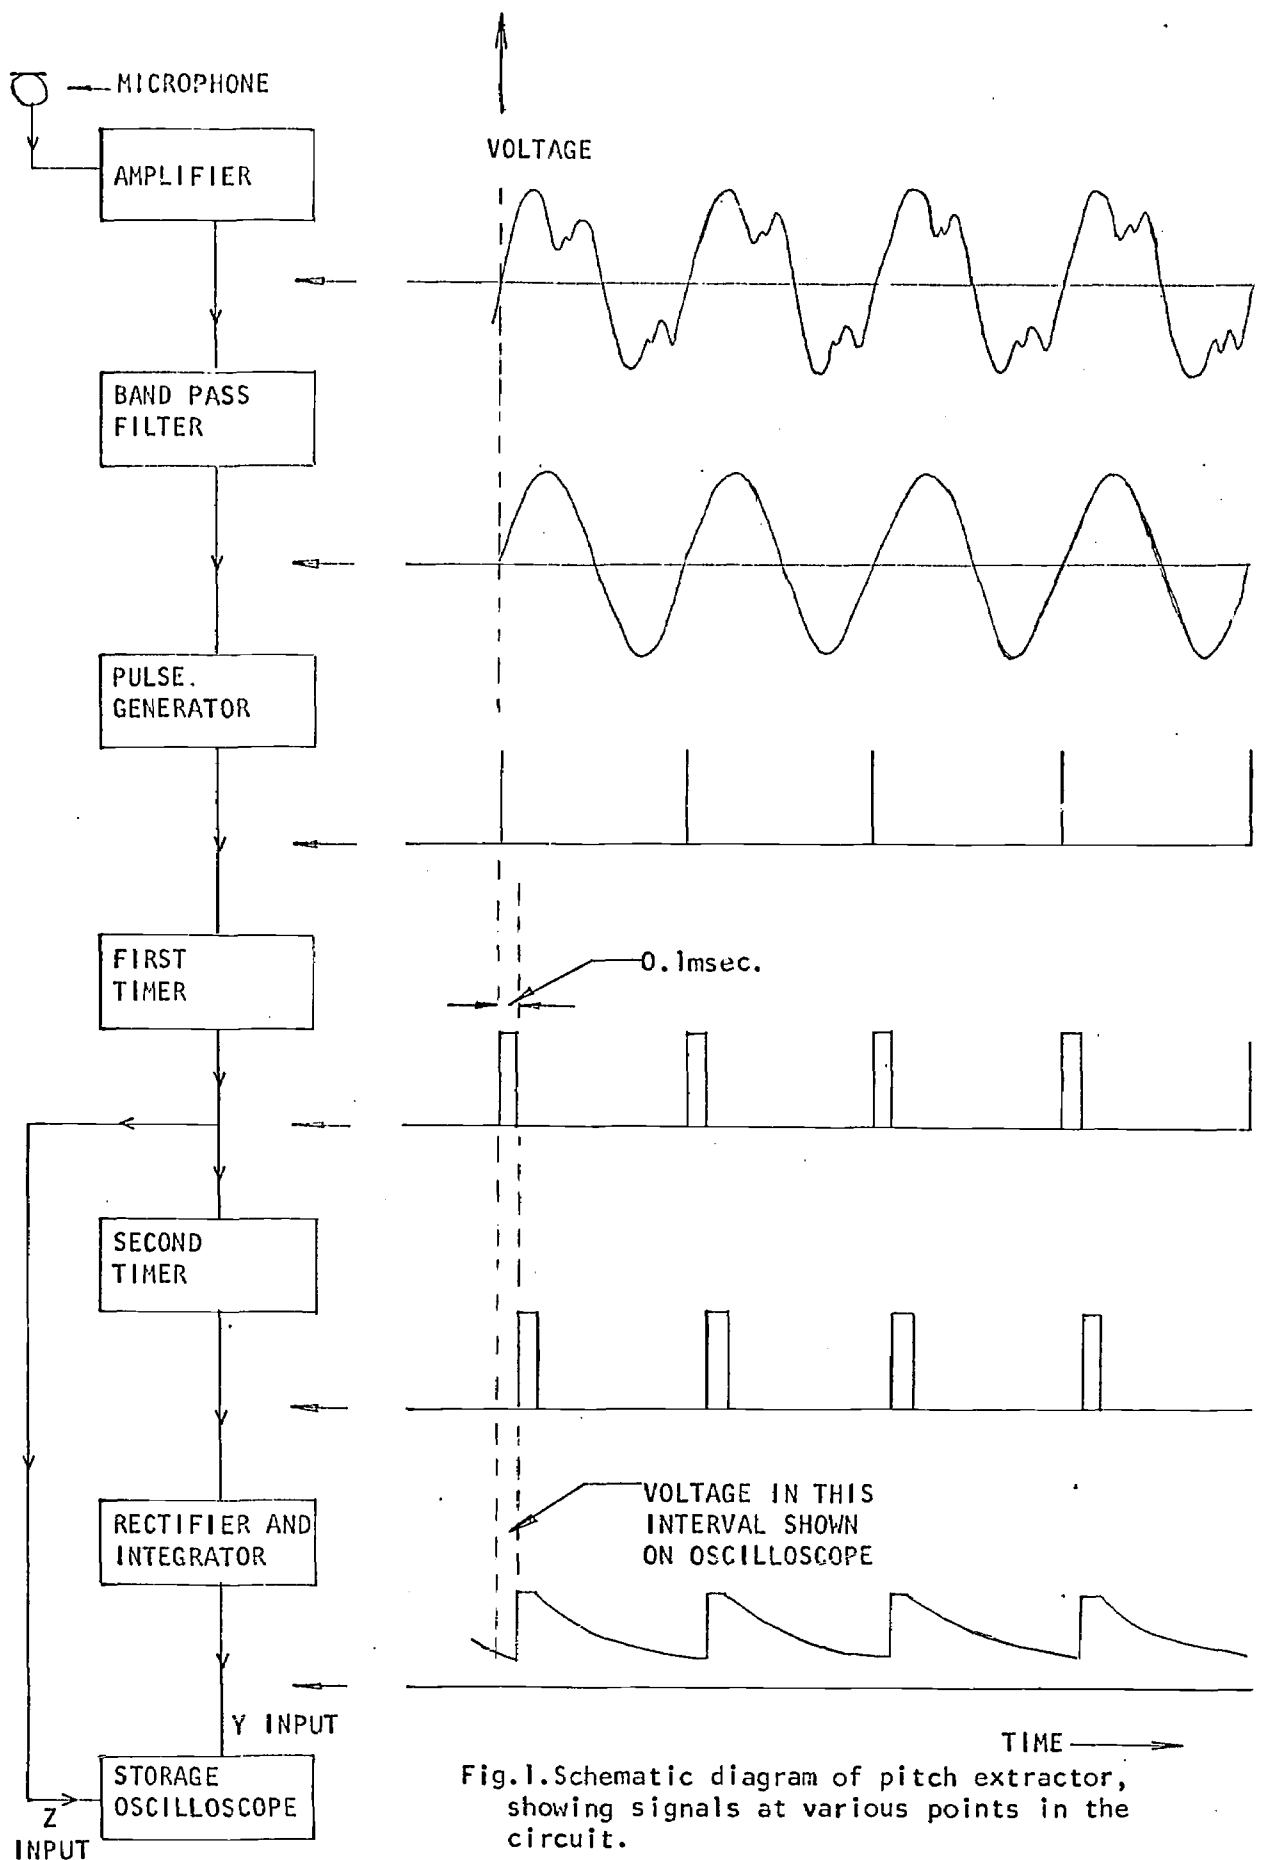 MICROPHONE
AMPLIFIER
VOLTAGE
BAND PASS
FILTER
PULSE.
GENERATOR
FIRST
TIMER
0.1msec.
SECOND
TIMER
VOLTAGE IN THIS
INTERVAL SHOWN
ON OSCILLOSCOPE
RECTIFIER AND
INTEGRATOR
Y INPUT
TIME
STORAGE
OSCILLOSCOPE
Z
INPUT
Fig.1.Schematic diagram of pitch extractor,
showing signals at various points in the
circuit.